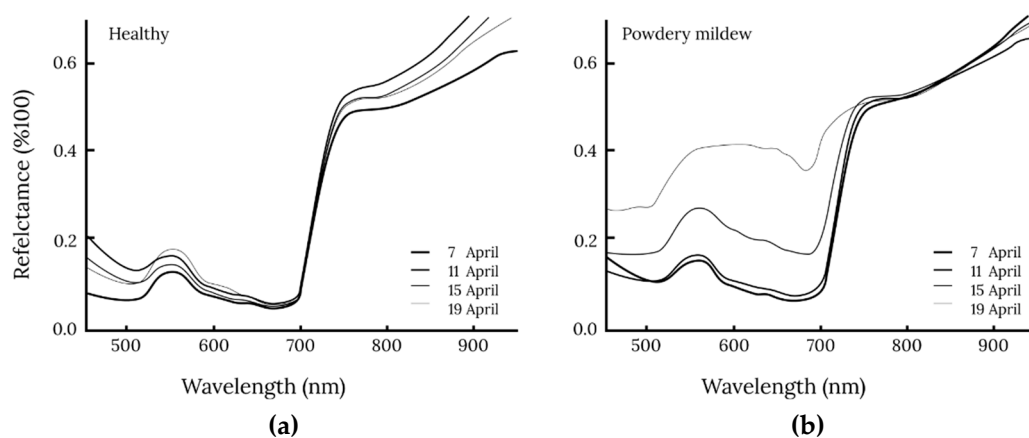 Healthy
0.6
0.4
0.2
0.0
Refelctamce (%100)
500 600 700 800 900
Wavelength (nm)
7 April
11 April
15 April
19 April
(a)
Powdery mildew
0.6
0.4
0.2
0.0
500 600 700 800 900
Wavelength (nm)
7 April
11 April
15 April
19 April
(b)